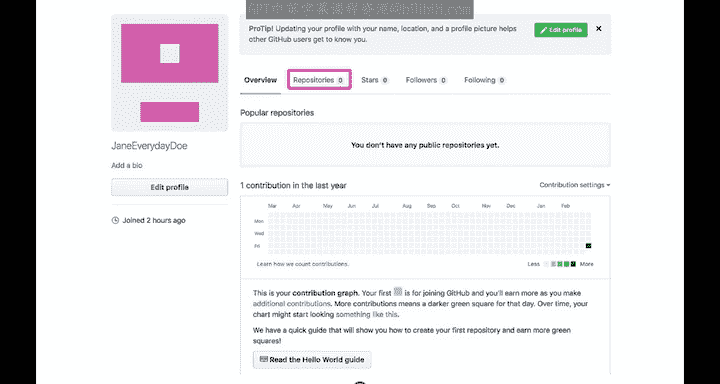 ProTip! Updating your profile with your name, location, and a profile picture helps
other GitHub users get to know you.
Edit profile
Overview
Repositories 0
Stars 0
Followers 0
Following 0
Popular repositories
You don't have any public repositories yet.
JaneEverydayDoe
Add a bio
Edit profile
Joined 2 hours ago
1 contribution in the last year
Contribution settings
Mar Apr May Jun Jul Aug Sep Oct Nov Dec Jan Feb
Mon
Wed
Fri
Learn how we count contributions.
Less
More
This is your contribution graph. Your first is for joining GitHub and you'll earn more as you make
additional contributions. More contributions means a darker green square for that day. Over time, your
chart might start looking something like this.
We have a quick guide that will show you how to create your first repository and earn more green
squares!
Read the Hello World guide